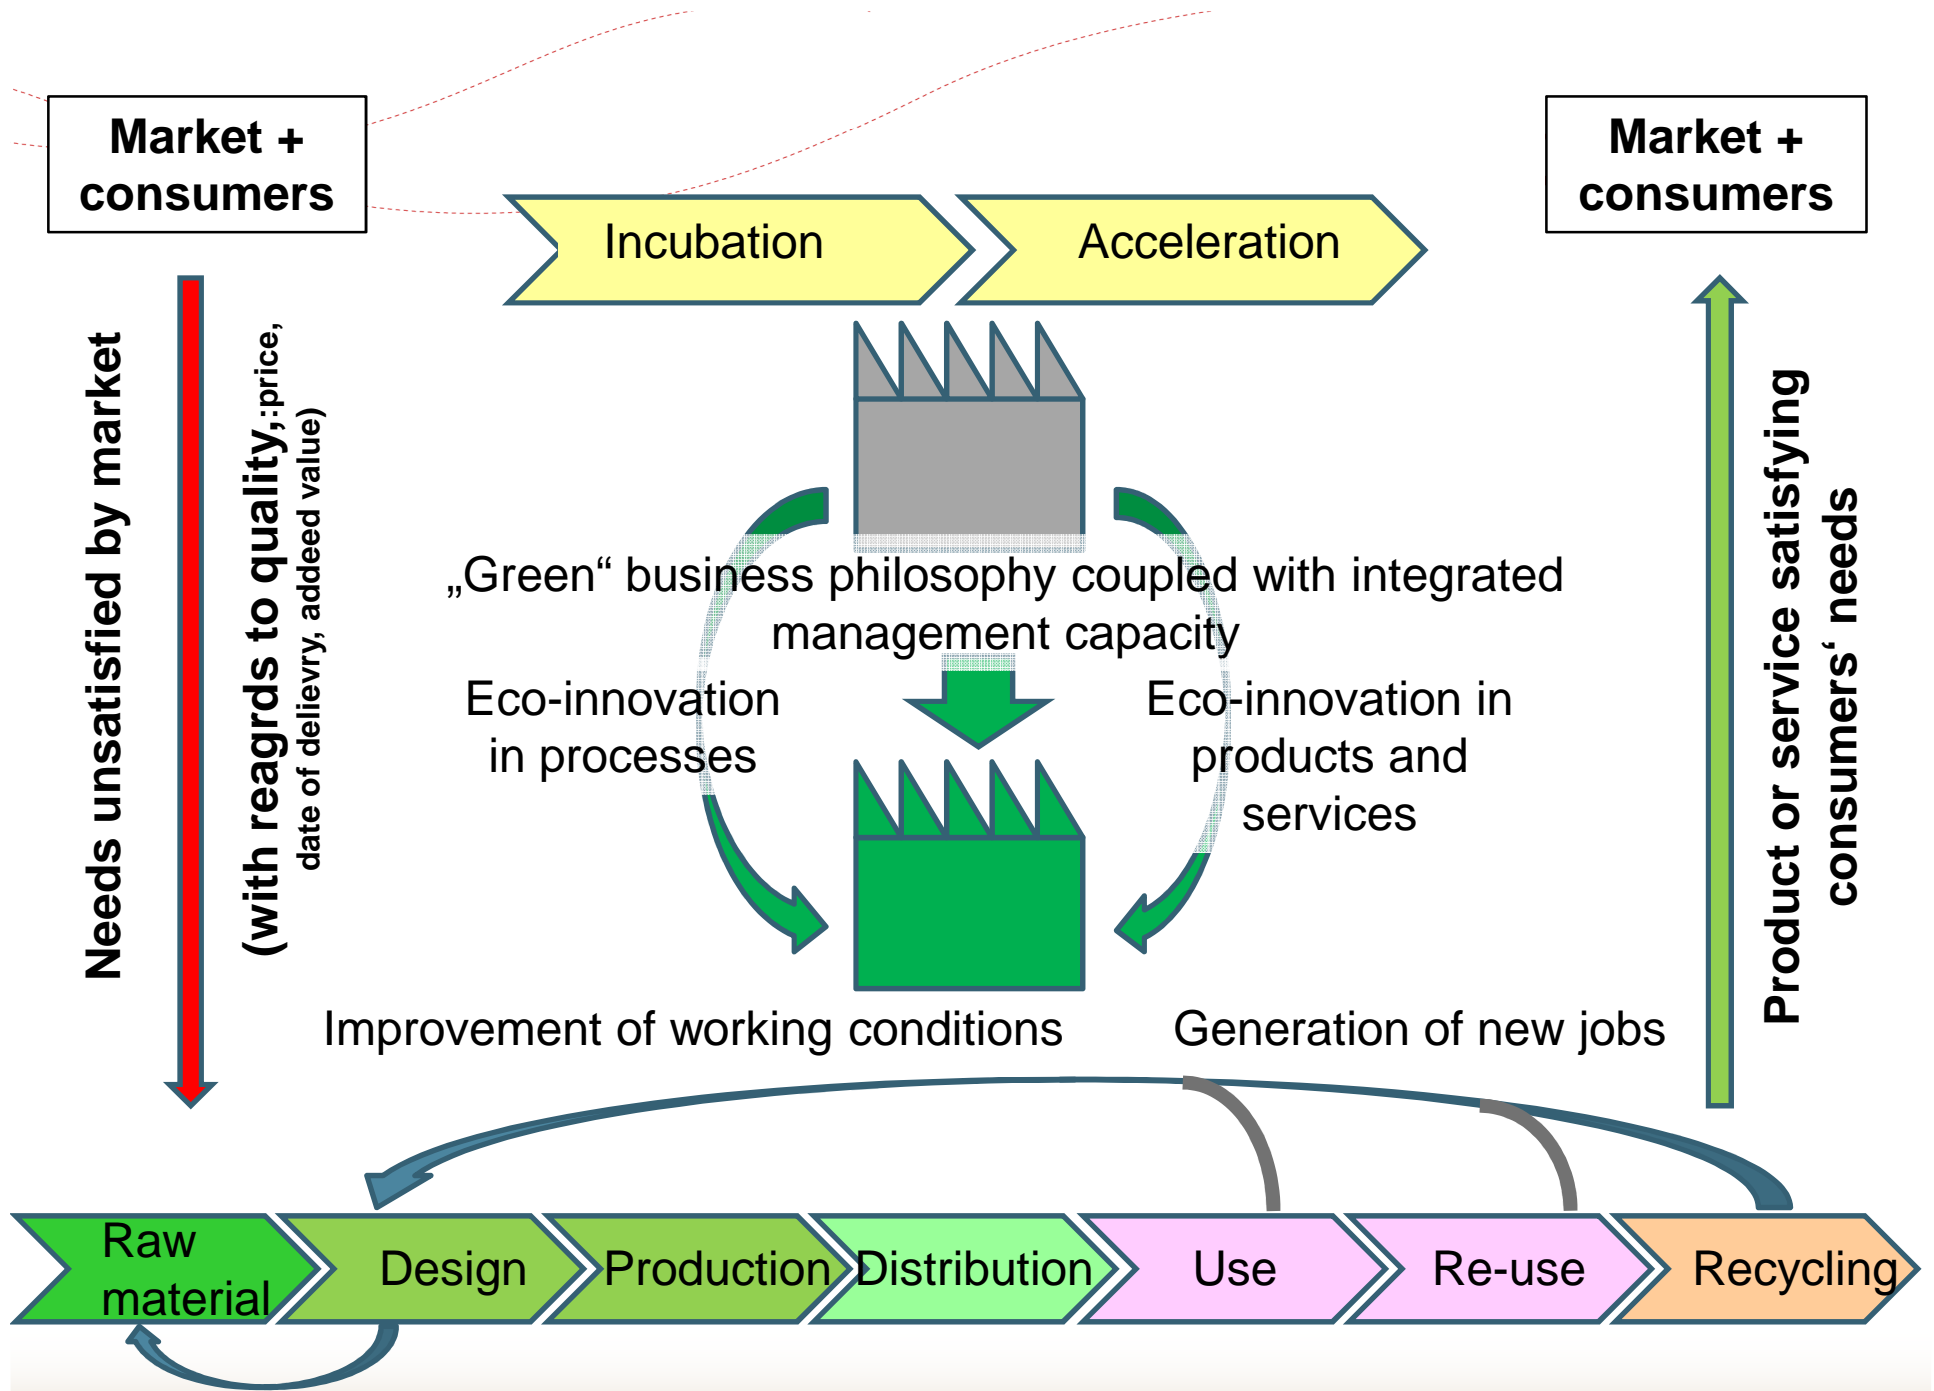 Market +
consumers
Market +
consumers
Incubation
Acceleration
Needs unsatisfied by market
(with reagrds to quality,:price,
date of delievry, addeed value)
„Green“ business philosophy coupled with integrated
management capacity
Eco-innovation
in processes
Eco-innovation in
products and
services
Product or service satisfying
consumers‘ needs
Improvement of working conditions
Generation of new jobs
Raw
material
Design
Production
Distribution
Use
Re-use
Recycling